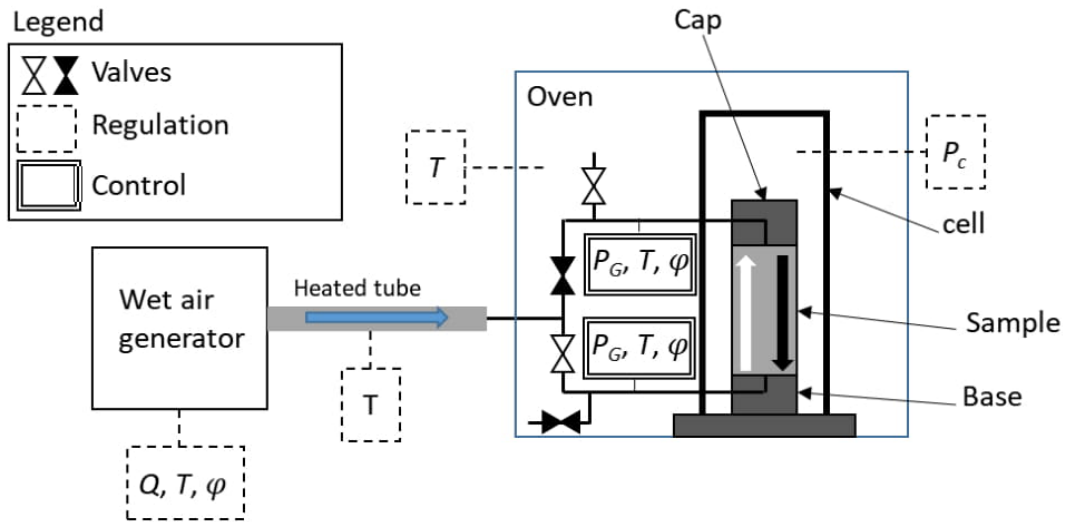 Legend
Valves
Regulation
Control
Cap
Oven
T
P_c
cell
P_G, T, φ
Heated tube
Wet air
generator
P_G, T, φ
Sample
T
Base
Q, T, φ